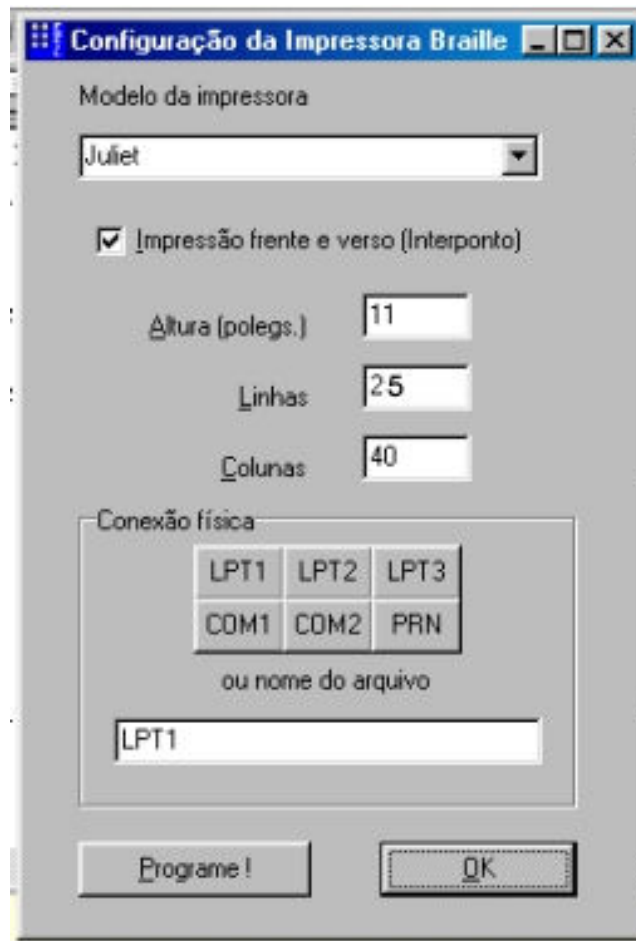 Configuração da Impressora Braille
Modelo da impressora
Juliet
Impressão frente e verso (Interponto)
Altura (polegs.) 11
Linhas 25
Colunas 40
Conexão física
LPT1 LPT2 LPT3
COM1 COM2 PRN
ou nome do arquivo
LPT1
Programe ! OK